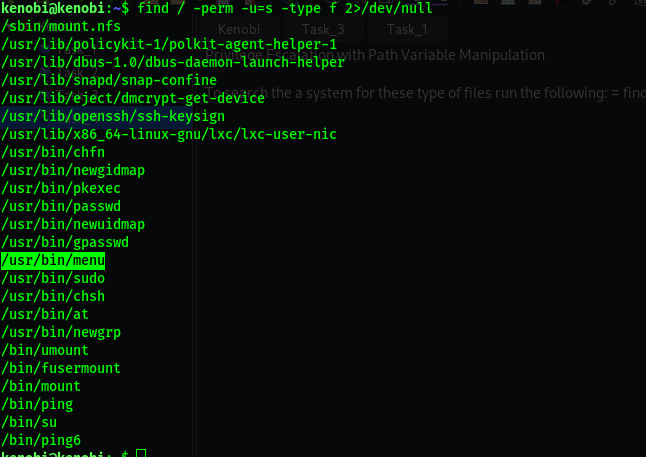 kenobi@kenobi:~$ find / -perm -u=s -type f 2>/dev/null
/sbin/mount.nfs
/usr/lib/policykit-1/polkit-agent-helper-1
/usr/lib/dbus-1.0/dbus-daemon-launch-helper
/usr/lib/snapd/snap-confine
/usr/lib/eject/dmcrypt-get-device
/usr/lib/openssh/ssh-keysign
/usr/lib/x86_64-linux-gnu/lxc/lxc-user-nic
/usr/bin/chfn
/usr/bin/newgidmap
/usr/bin/pkexec
/usr/bin/passwd
/usr/bin/newuidmap
/usr/bin/gpasswd
/usr/bin/menu
/usr/bin/sudo
/usr/bin/chsh
/usr/bin/at
/usr/bin/newgrp
/bin/umount
/bin/fusermount
/bin/mount
/bin/ping
/bin/su
/bin/ping6
kenobi@kenobi:~$
Kenobi Task_3 Task_1
Privilege Escalation with Path Variable Manipulation
To search the a system for these type of files run the following: = find
Task_2